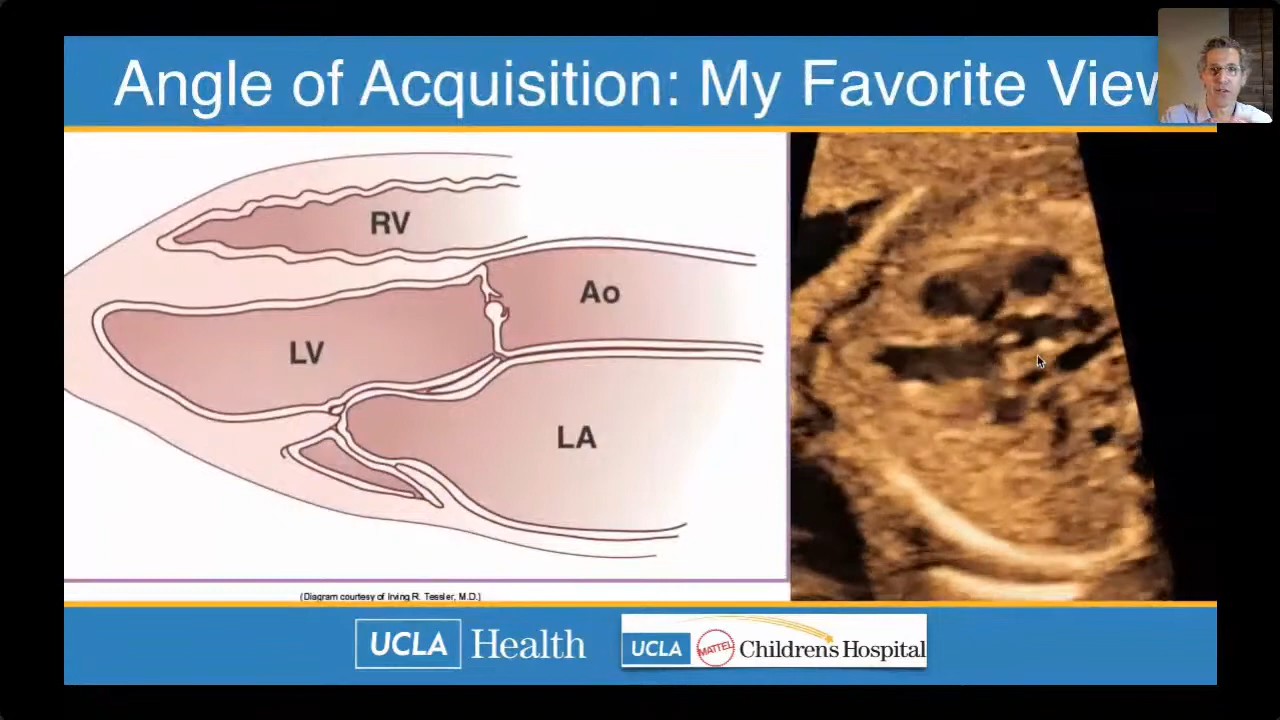 Angle of Acquisition: My Favorite View
RV
Ao
LV
LA
(Diagram courtesy of Irving R. Tessler, M.D.)
UCLA Health
UCLA MATTEL Childrens Hospital